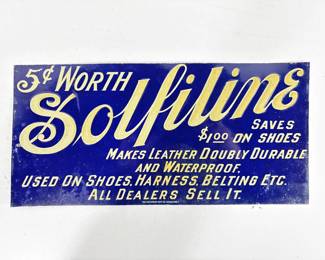 5¢ WORTH
Solfiline
SAVES
$1.00 ON SHOES
MAKES LEATHER DOUBLY DURABLE
AND WATERPROOF.
USED ON SHOES, HARNESS, BELTING ETC.
ALL DEALERS SELL IT.